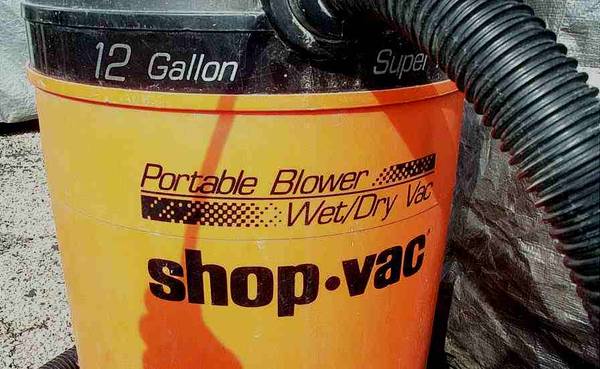 12 Gallon Super
Portable Blower
Wet/Dry Vac
shop·vac®